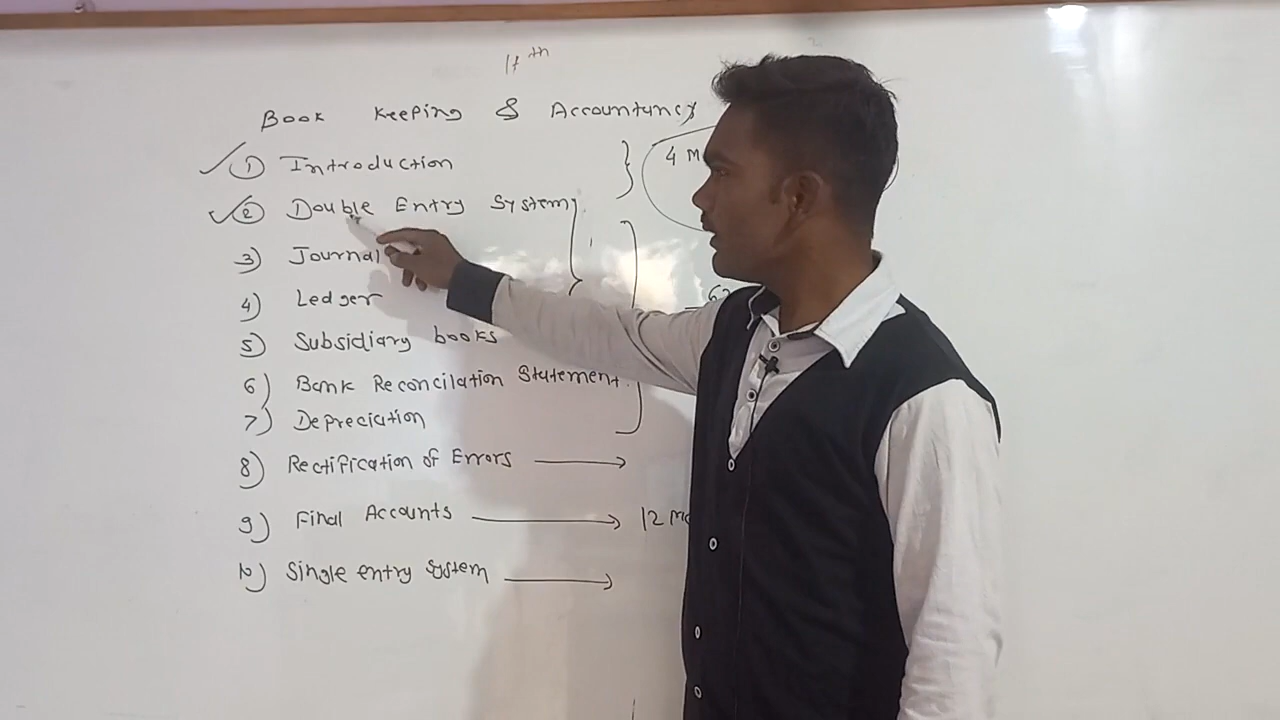 11th
Book Keeping & Accountancy
1) Introduction } 4 M
2) Double Entry System
3) Journal
4) Ledger
5) Subsidiary books
6) Bank Reconcilation Statement.
7) Depreciation
8) Rectification of Errors →
9) Final Accounts → 12 M
10) Single entry system →